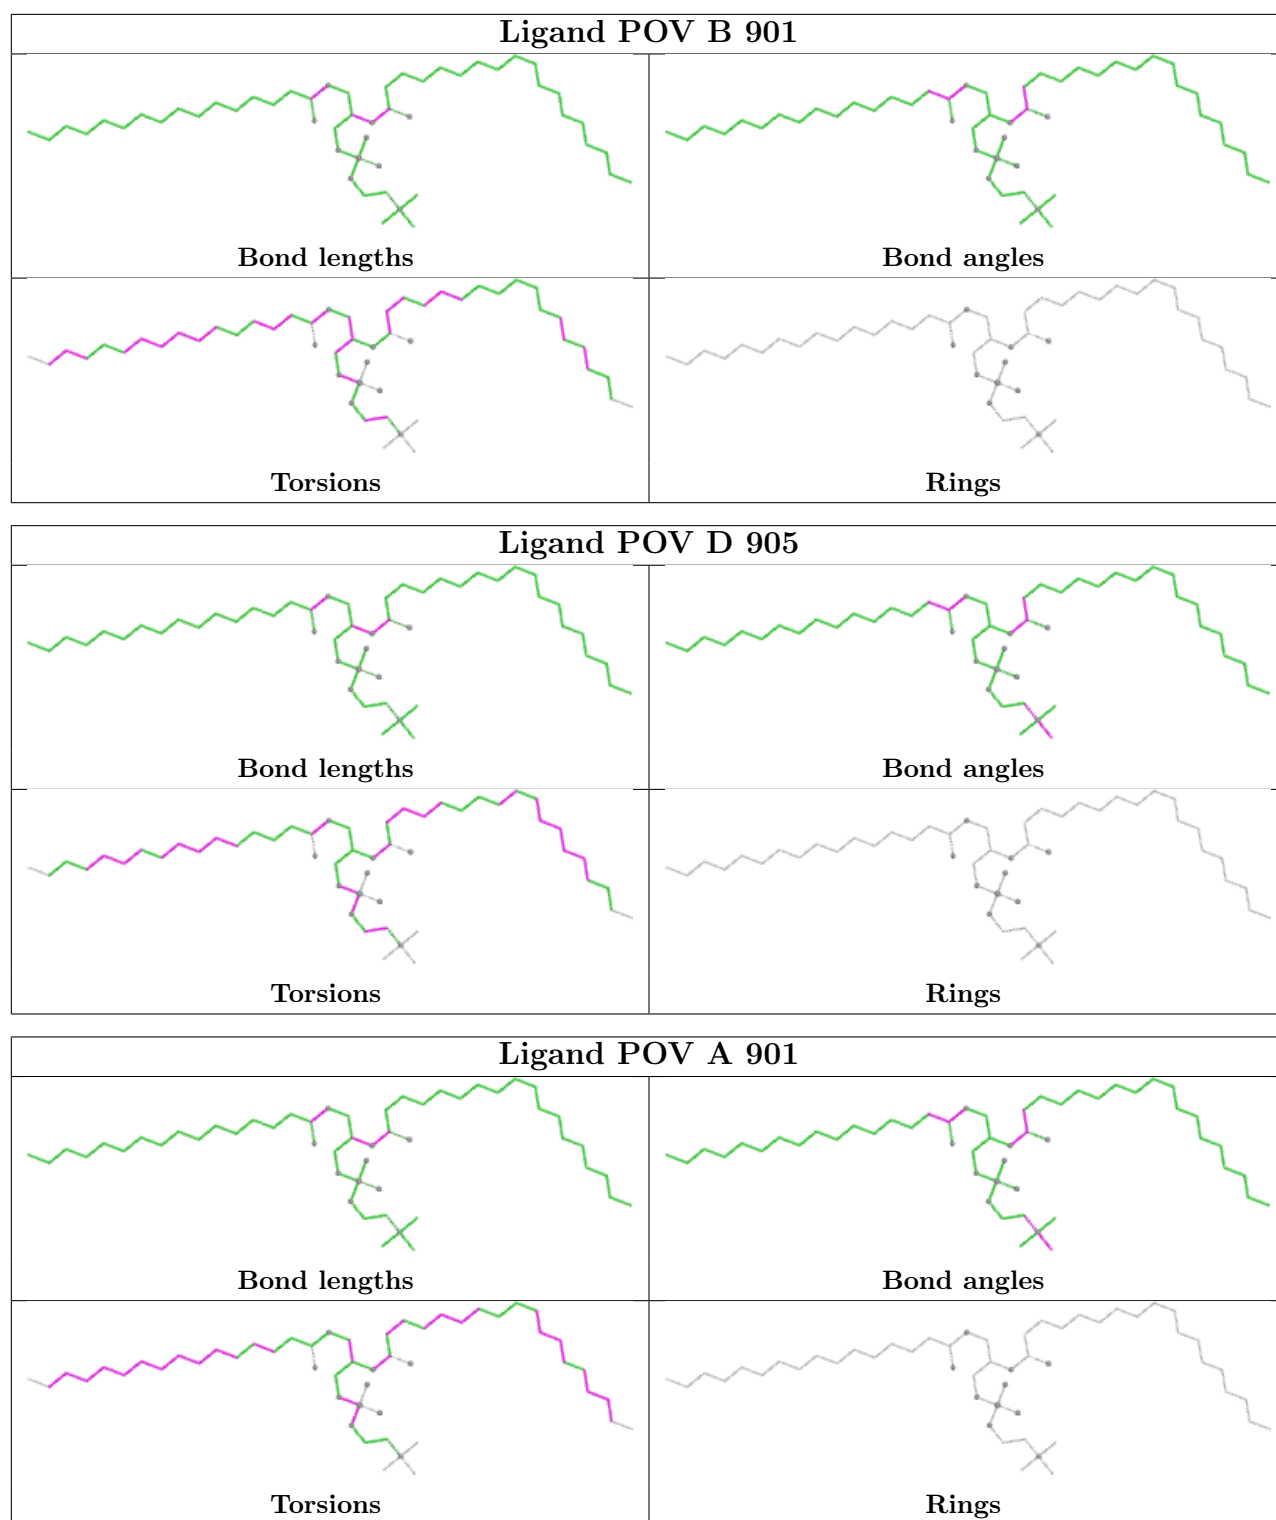 Ligand POV B 901
Bond lengths
Bond angles
Torsions
Rings
Ligand POV D 905
Bond lengths
Bond angles
Torsions
Rings
Ligand POV A 901
Bond lengths
Bond angles
Torsions
Rings